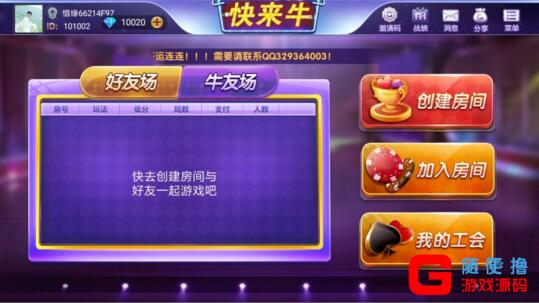 惜缘66214F97
ID: 101002
10020
快来牛
邀请码
战绩
消息
分享
菜单
运连连！！！需要请联系QQ329364003！
好友场
牛友场
房号 玩法 低分 局数 支付 人数
快去创建房间与
好友一起游戏吧
创建房间
加入房间
我的工会
G
随便撸
游戏源码